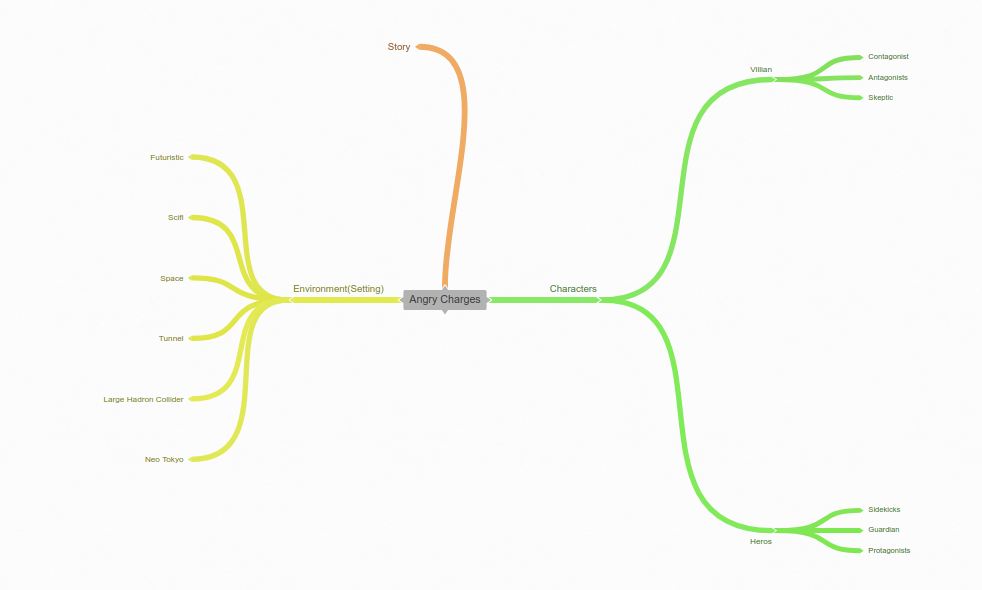 Story
Futuristic
Scifi
Space
Tunnel
Large Hadron Collider
Neo Tokyo
Environment(Setting)
Angry Charges
Characters
Villian
Contagonist
Antagonists
Skeptic
Heros
Sidekicks
Guardian
Protagonists